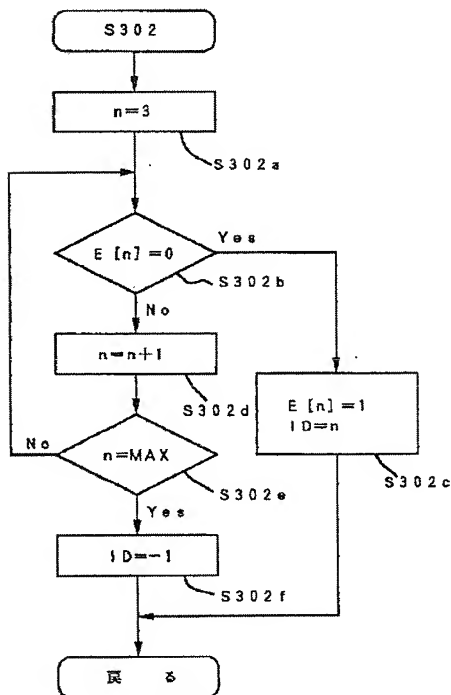 S302
n=3
S302a
E [n] =0
Yes
S302b
No
n=n+1
S302d
E [n] =1
ID=n
S302c
No
n=MAX
S302e
Yes
ID=-1
S302f
戻 る